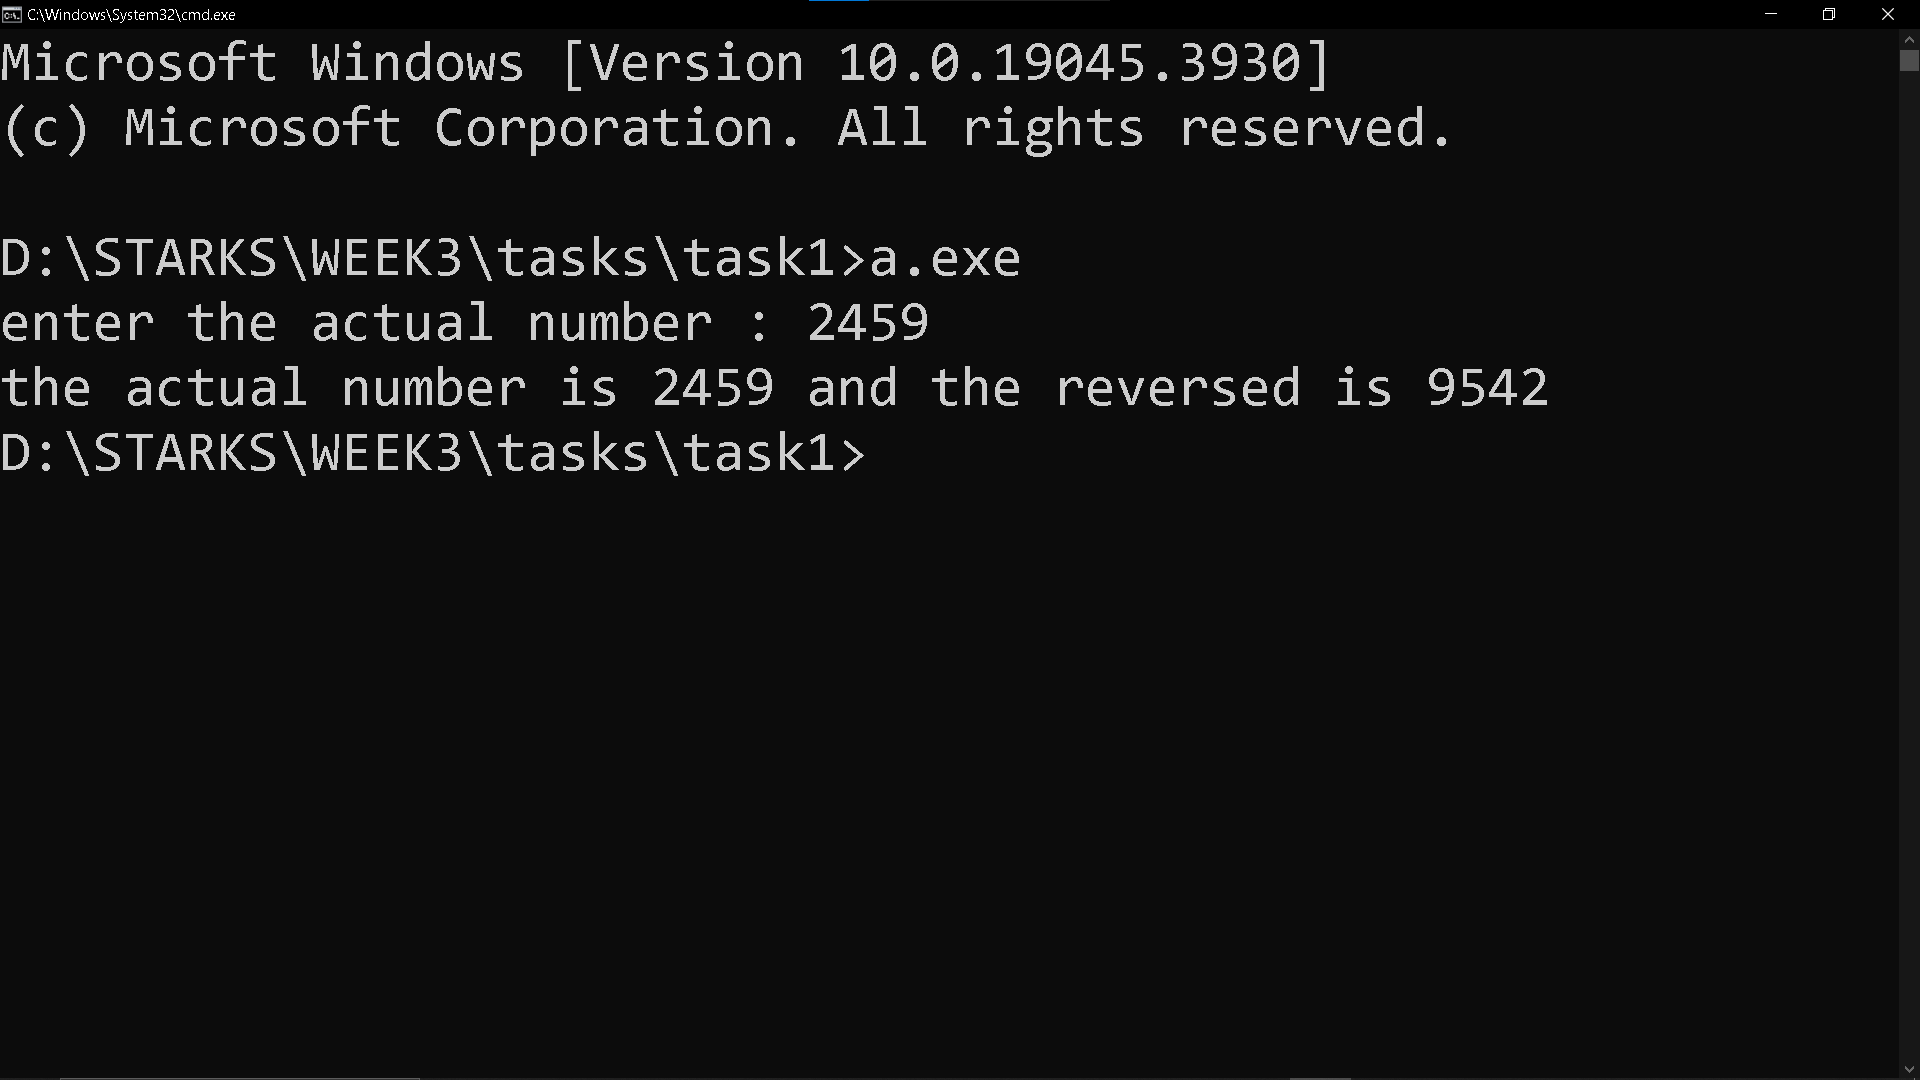 C:\Windows\System32\cmd.exe
Microsoft Windows [Version 10.0.19045.3930]
(c) Microsoft Corporation. All rights reserved.
D:\STARKS\WEEK3\tasks\task1>a.exe
enter the actual number : 2459
the actual number is 2459 and the reversed is 9542
D:\STARKS\WEEK3\tasks\task1>